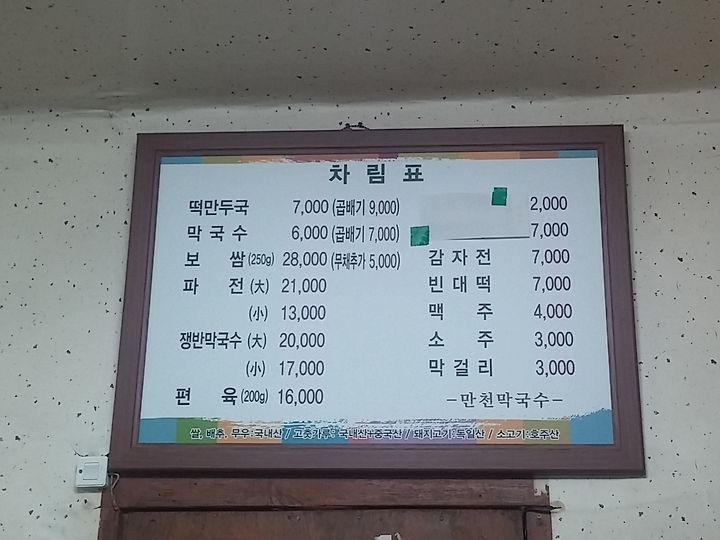 차림표
떡만두국 7,000 (곱배기 9,000)
막국수 6,000 (곱배기 7,000)
보쌈 (250g) 28,000 (무채추가 5,000)
파전 (大) 21,000
(小) 13,000
쟁반막국수 (大) 20,000
(小) 17,000
편육 (200g) 16,000
2,000
7,000
감자전 7,000
빈대떡 7,000
맥주 4,000
소주 3,000
막걸리 3,000
-만천막국수-
쌀, 배추, 무우:국내산 / 고춧가루: 국내산+중국산 / 돼지고기:독일산 / 소고기:호주산